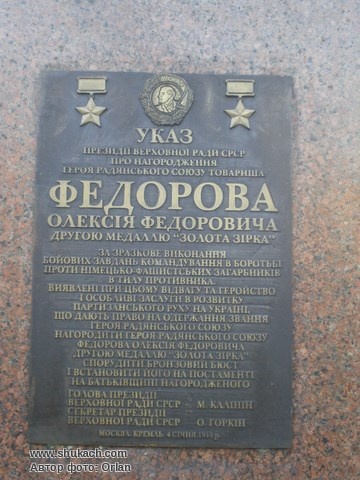 УКАЗ
ПРЕЗИДІЇ ВЕРХОВНОЇ РАДИ СРСР
ПРО НАГОРОДЖЕННЯ
ГЕРОЯ РАДЯНСЬКОГО СОЮЗУ ТОВАРИША
ФЕДОРОВА
ОЛЕКСІЯ ФЕДОРОВИЧА
ДРУГОЮ МЕДАЛЛЮ "ЗОЛОТА ЗІРКА"
ЗА ЗРАЗКОВЕ ВИКОНАННЯ
БОЙОВИХ ЗАВДАНЬ КОМАНДУВАННЯ В БОРОТЬБІ
ПРОТИ НІМЕЦЬКО-ФАШИСТСЬКИХ ЗАГАРБНИКІВ
В ТИЛУ ПРОТИВНИКА,
ВИЯВЛЕНІ ПРИ ЦЬОМУ ВІДВАГУ ТА ГЕРОЙСТВО
І ОСОБЛИВІ ЗАСЛУГИ В РОЗВИТКУ
ПАРТИЗАНСЬКОГО РУХУ НА УКРАЇНІ,
ЩО ДАЮТЬ ПРАВО НА ОДЕРЖАННЯ ЗВАННЯ
ГЕРОЯ РАДЯНСЬКОГО СОЮЗУ
НАГОРОДИТИ ГЕРОЯ РАДЯНСЬКОГО СОЮЗУ
ФЕДОРОВА ОЛЕКСІЯ ФЕДОРОВИЧА
ДРУГОЮ МЕДАЛЛЮ "ЗОЛОТА ЗІРКА"
СПОРУДИТИ БРОНЗОВИЙ БЮСТ
І ВСТАНОВИТИ ЙОГО НА ПОСТАМЕНТІ
НА БАТЬКІВЩИНІ НАГОРОДЖЕНОГО
ГОЛОВА ПРЕЗИДІЇ
ВЕРХОВНОЇ РАДИ СРСР - М. КАЛІНІН
СЕКРЕТАР ПРЕЗИДІЇ
ВЕРХОВНОЇ РАДИ СРСР - О. ГОРКІН
МОСКВА, КРЕМЛЬ, 4 СІЧНЯ р.
www.shukach.com
Автор фото: Orlan